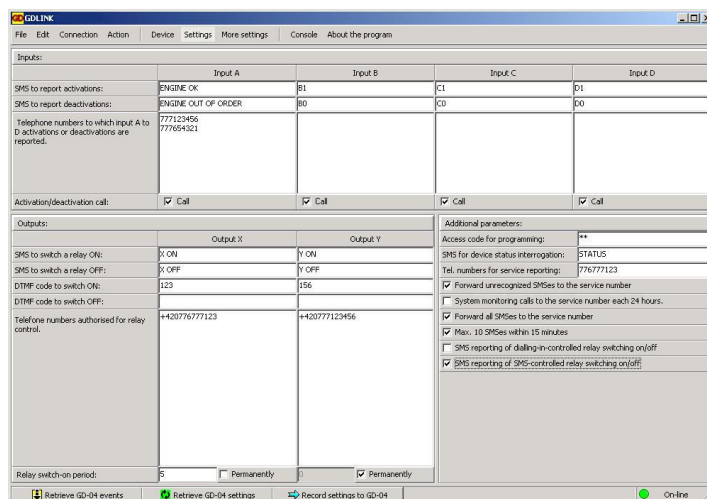 GD GDLINK
File Edit Connection Action Device Settings More settings Console About the program
Inputs:
Input A Input B Input C Input D
SMS to report activations: ENGINE OK B1 C1 D1
SMS to report deactivations: ENGINE OUT OF ORDER B0 C0 D0
Telephone numbers to which input A to 777123456
D activations or deactivations are 777654321
reported.
Activation/deactivation call: Call Call Call Call
Outputs:
Output X Output Y
SMS to switch a relay ON: X ON Y ON
SMS to switch a relay OFF: X OFF Y OFF
DTMF code to switch ON: 123 156
DTMF code to switch OFF:
Telefone numbers authorised for relay +420776777123 +420777123456
control.
Relay switch-on period: 5 Permanently 0 Permanently
Additional parameters:
Access code for programming: **
SMS for device status interrogation: STATUS
Tel. numbers for service reporting: 776777123
Forward unrecognized SMSes to the service number
System monitoring calls to the service number each 24 hours.
Forward all SMSes to the service number
Max. 10 SMSes within 15 minutes
SMS reporting of dialling-in-controlled relay switching on/off
SMS reporting of SMS-controlled relay switching on/off
Retrieve GD-04 events Retrieve GD-04 settings Record settings to GD-04 On-line